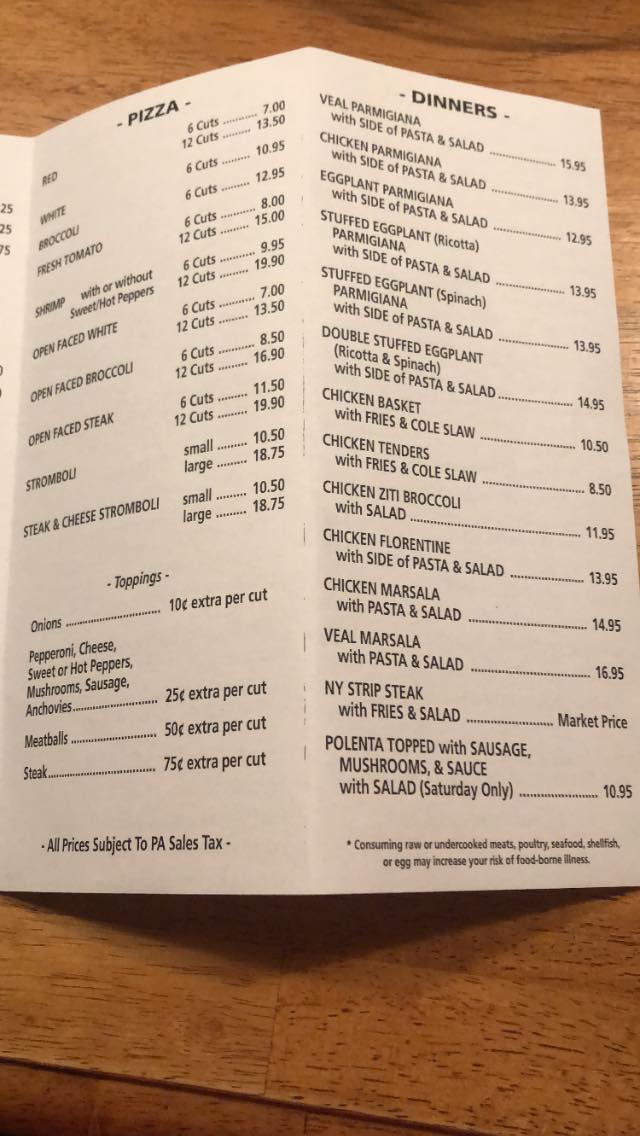 25
25
75
- PIZZA -
RED 6 Cuts .......... 7.00
12 Cuts ........ 13.50
WHITE 6 Cuts ........ 10.95
BROCCOLI 6 Cuts ........ 12.95
FRESH TOMATO 6 Cuts .......... 8.00
12 Cuts ........ 15.00
SHRIMP with or without 6 Cuts .......... 9.95
Sweet/Hot Peppers 12 Cuts ........ 19.90
OPEN FACED WHITE 6 Cuts .......... 7.00
12 Cuts ........ 13.50
OPEN FACED BROCCOLI 6 Cuts .......... 8.50
12 Cuts ........ 16.90
OPEN FACED STEAK 6 Cuts ........ 11.50
12 Cuts ........ 19.90
STROMBOLI small ........ 10.50
large ........ 18.75
STEAK & CHEESE STROMBOLI small ........ 10.50
large ........ 18.75
- Toppings -
Onions .......................... 10¢ extra per cut
Pepperoni, Cheese,
Sweet or Hot Peppers,
Mushrooms, Sausage,
Anchovies....................... 25¢ extra per cut
Meatballs ....................... 50¢ extra per cut
Steak............................. 75¢ extra per cut
- All Prices Subject To PA Sales Tax -
- DINNERS -
VEAL PARMIGIANA
with SIDE of PASTA & SALAD .................. 15.95
CHICKEN PARMIGIANA
with SIDE of PASTA & SALAD .................. 13.95
EGGPLANT PARMIGIANA
with SIDE of PASTA & SALAD .................. 12.95
STUFFED EGGPLANT (Ricotta)
PARMIGIANA
with SIDE of PASTA & SALAD .................. 13.95
STUFFED EGGPLANT (Spinach)
PARMIGIANA
with SIDE of PASTA & SALAD .................. 13.95
DOUBLE STUFFED EGGPLANT
(Ricotta & Spinach)
with SIDE of PASTA & SALAD .................. 14.95
CHICKEN BASKET
with FRIES & COLE SLAW ........................ 10.50
CHICKEN TENDERS
with FRIES & COLE SLAW .......................... 8.50
CHICKEN ZITI BROCCOLI
with SALAD ............................................. 11.95
CHICKEN FLORENTINE
with SIDE of PASTA & SALAD .................. 13.95
CHICKEN MARSALA
with PASTA & SALAD .............................. 14.95
VEAL MARSALA
with PASTA & SALAD .............................. 16.95
NY STRIP STEAK
with FRIES & SALAD ..................... Market Price
POLENTA TOPPED with SAUSAGE,
MUSHROOMS, & SAUCE
with SALAD (Saturday Only) .................... 10.95
* Consuming raw or undercooked meats, poultry, seafood, shellfish,
or egg may increase your risk of food-borne illness.